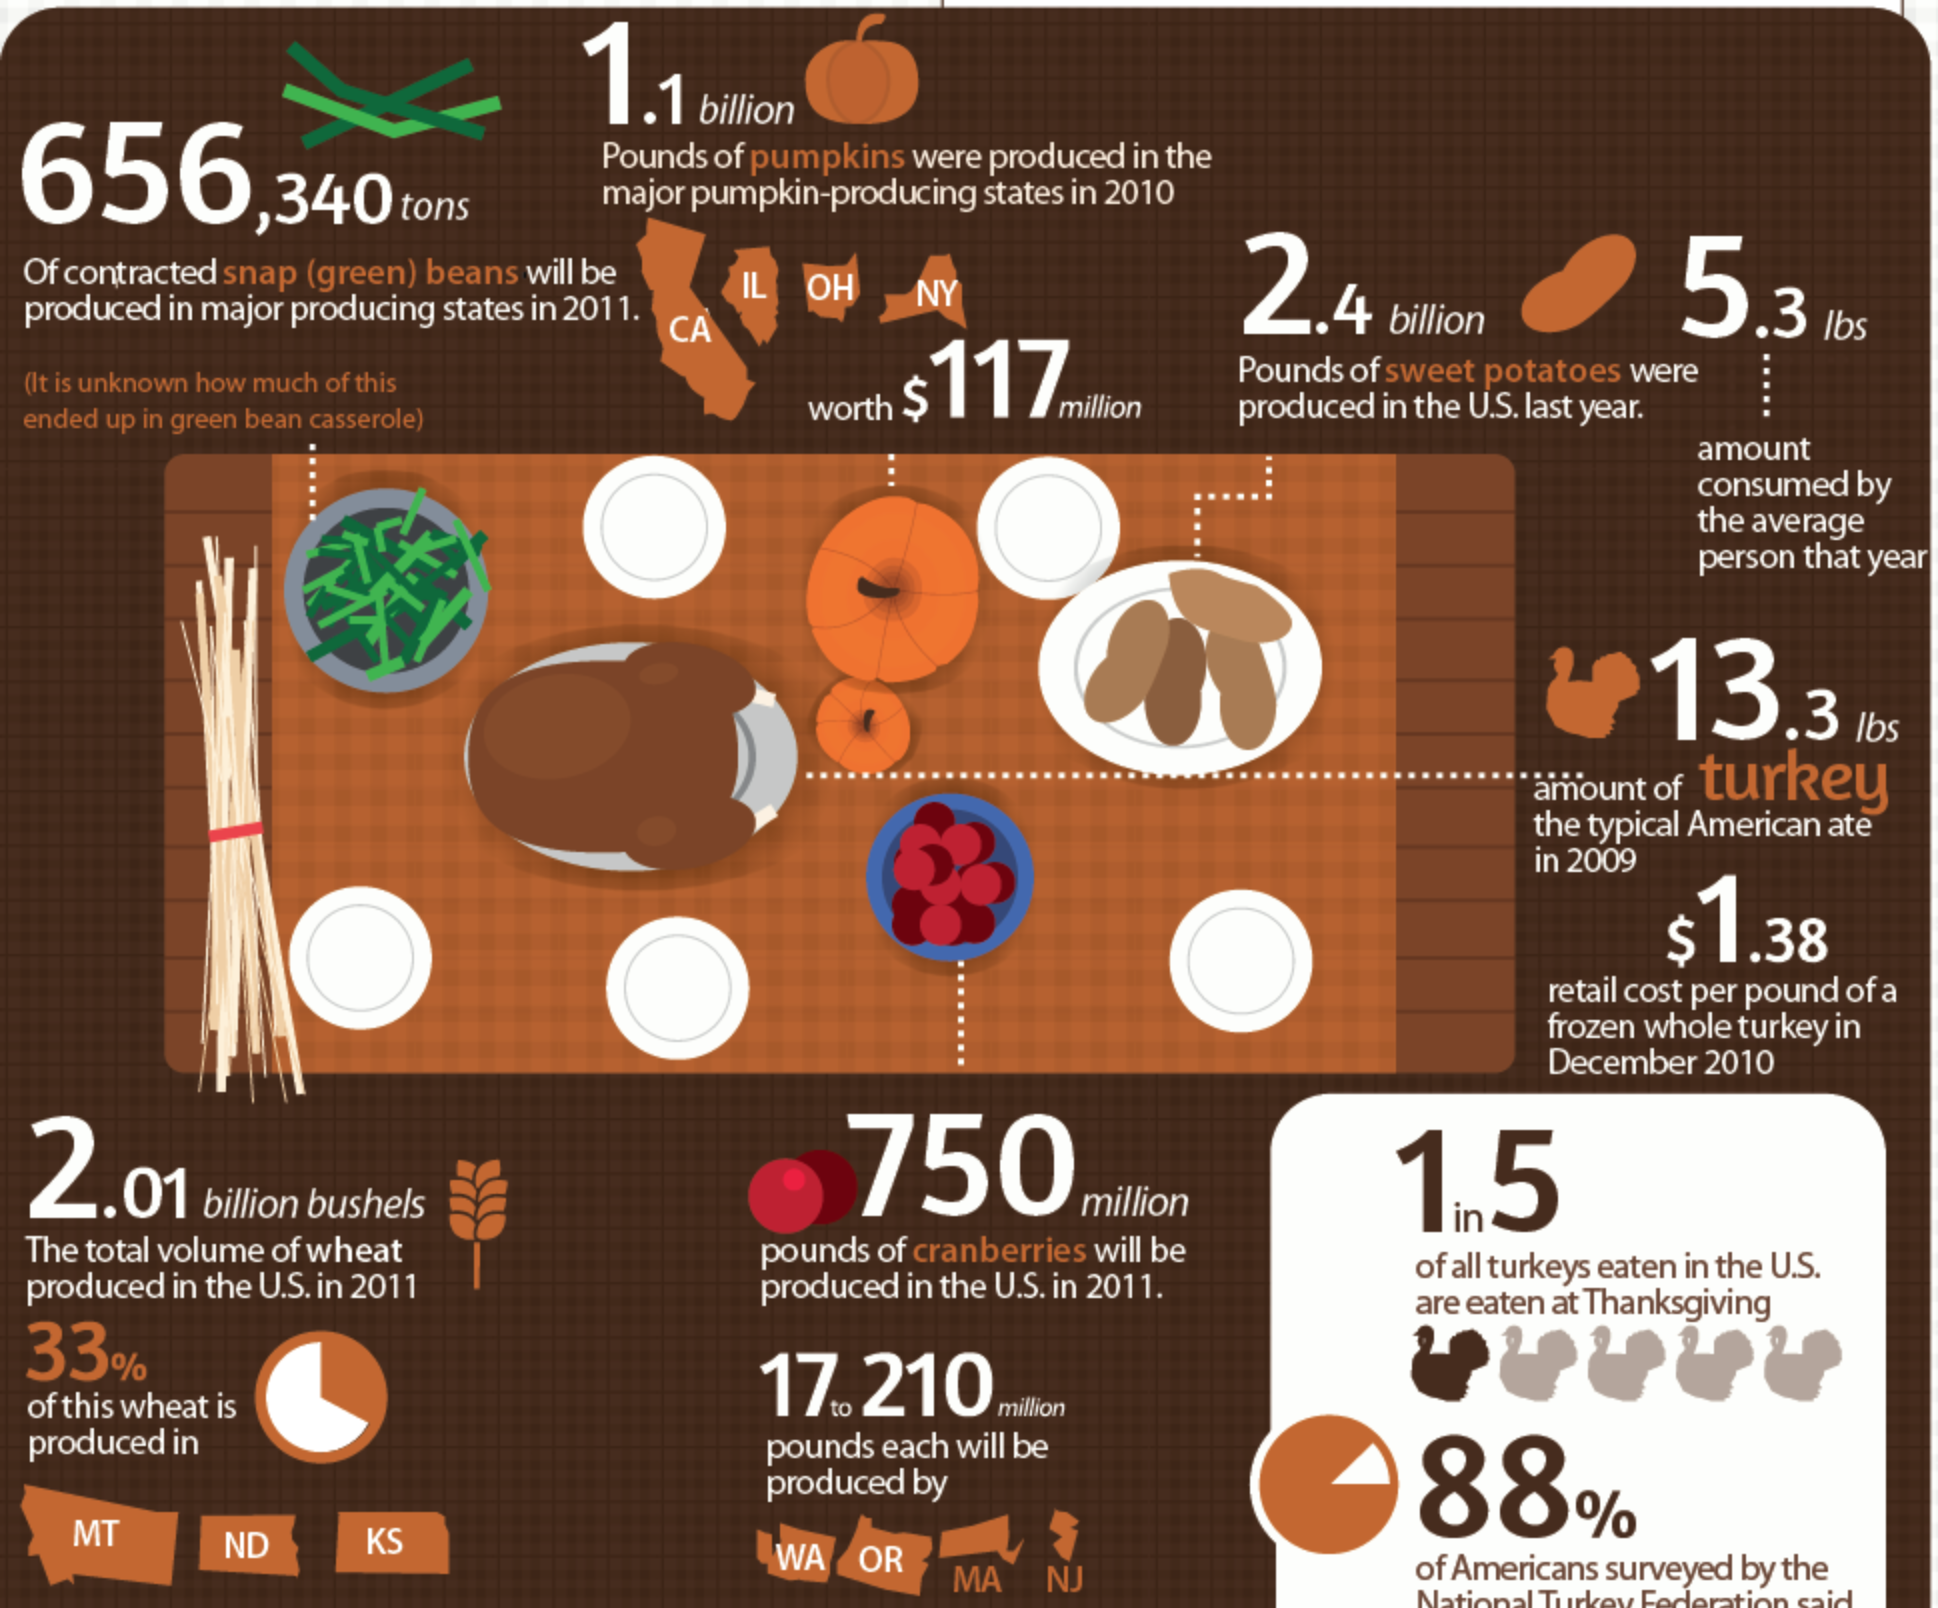 656,340 tons
Of contracted snap (green) beans will be
produced in major producing states in 2011.
(It is unknown how much of this
ended up in green bean casserole)
1.1 billion
Pounds of pumpkins were produced in the
major pumpkin-producing states in 2010
CA
IL
OH
NY
worth $117 million
2.4 billion
Pounds of sweet potatoes were
produced in the U.S. last year.
5.3 lbs
amount
consumed by
the average
person that year
13.3 lbs
amount of turkey
the typical American ate
in 2009
$1.38
retail cost per pound of a
frozen whole turkey in
December 2010
2.01 billion bushels
The total volume of wheat
produced in the U.S. in 2011
33%
of this wheat is
produced in
MT
ND
KS
750 million
pounds of cranberries will be
produced in the U.S. in 2011.
17 to 210 million
pounds each will be
produced by
WA
OR
MA
NJ
1 in 5
of all turkeys eaten in the U.S.
are eaten at Thanksgiving
88%
of Americans surveyed by the
National Turkey Federation said